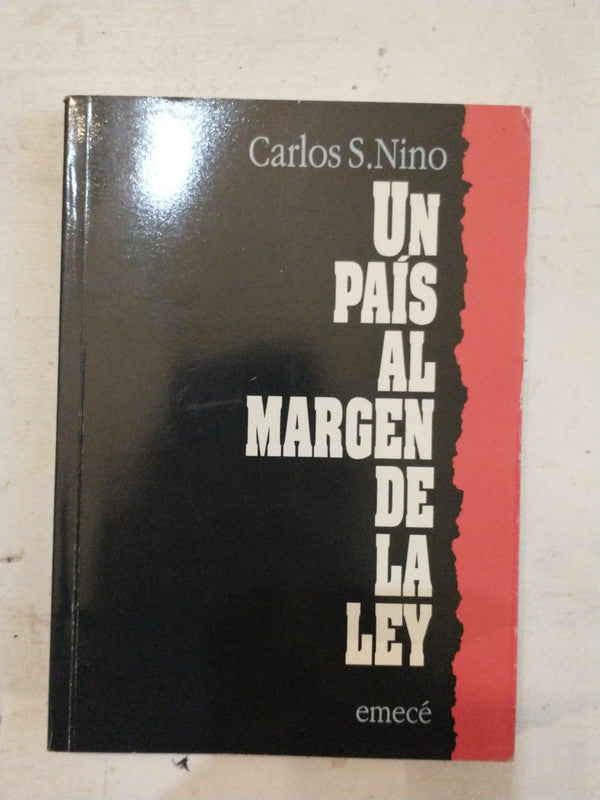 Carlos S.Nino
UN
PAÍS
AL
MARGEN
DE
LA
LEY
emecé